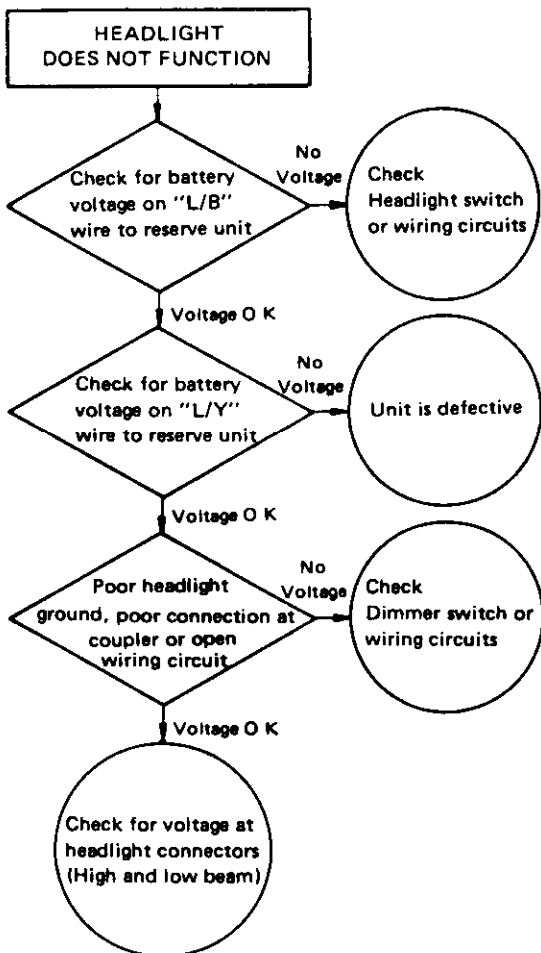 HEADLIGHT
DOES NOT FUNCTION
Check for battery
voltage on "L/B"
wire to reserve unit
No
Voltage
Check
Headlight switch
or wiring circuits
Voltage O K
Check for battery
voltage on "L/Y"
wire to reserve unit
No
Voltage
Unit is defective
Voltage O K
Poor headlight
ground, poor connection at
coupler or open
wiring circuit
No
Voltage
Check
Dimmer switch or
wiring circuits
Voltage O K
Check for voltage at
headlight connectors
(High and low beam)